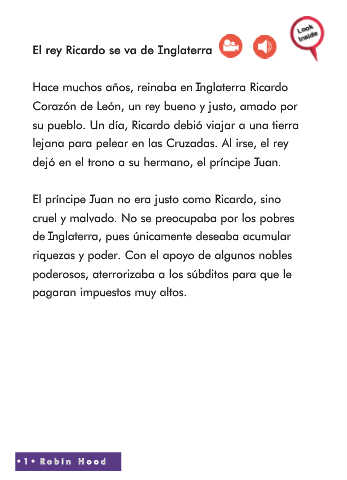 Look
Inside
El rey Ricardo se va de Inglaterra
Hace muchos años, reinaba en Inglaterra Ricardo
Corazón de León, un rey bueno y justo, amado por
su pueblo. Un día, Ricardo debió viajar a una tierra
lejana para pelear en las Cruzadas. Al irse, el rey
dejó en el trono a su hermano, el príncipe Juan.
El príncipe Juan no era justo como Ricardo, sino
cruel y malvado. No se preocupaba por los pobres
de Inglaterra, pues únicamente deseaba acumular
riquezas y poder. Con el apoyo de algunos nobles
poderosos, aterrorizaba a los súbditos para que le
pagaran impuestos muy altos.
•1• Robin Hood